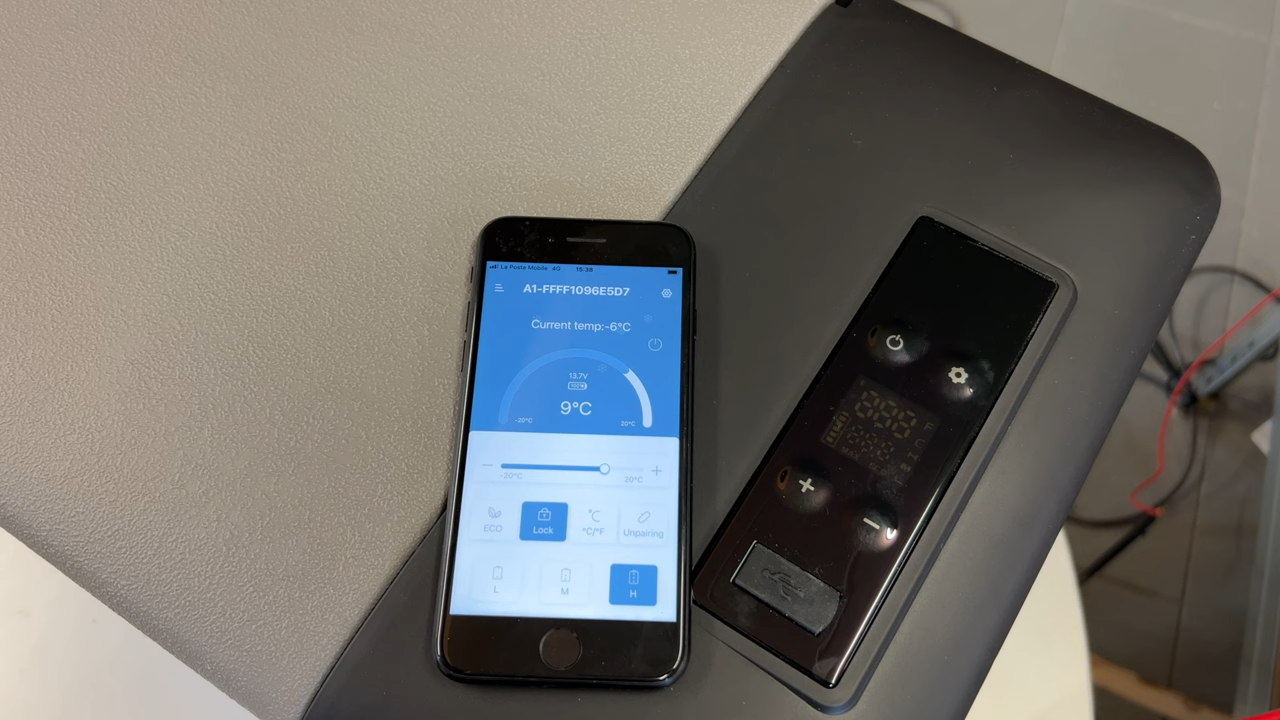 La Poste Mobile 4G 15:38
A1-FFFF1096E5D7
Current temp:-6°C
13.7V
9°C
-20°C 20°C
-20°C 20°C
ECO Lock °C/°F Unpairing
L M H